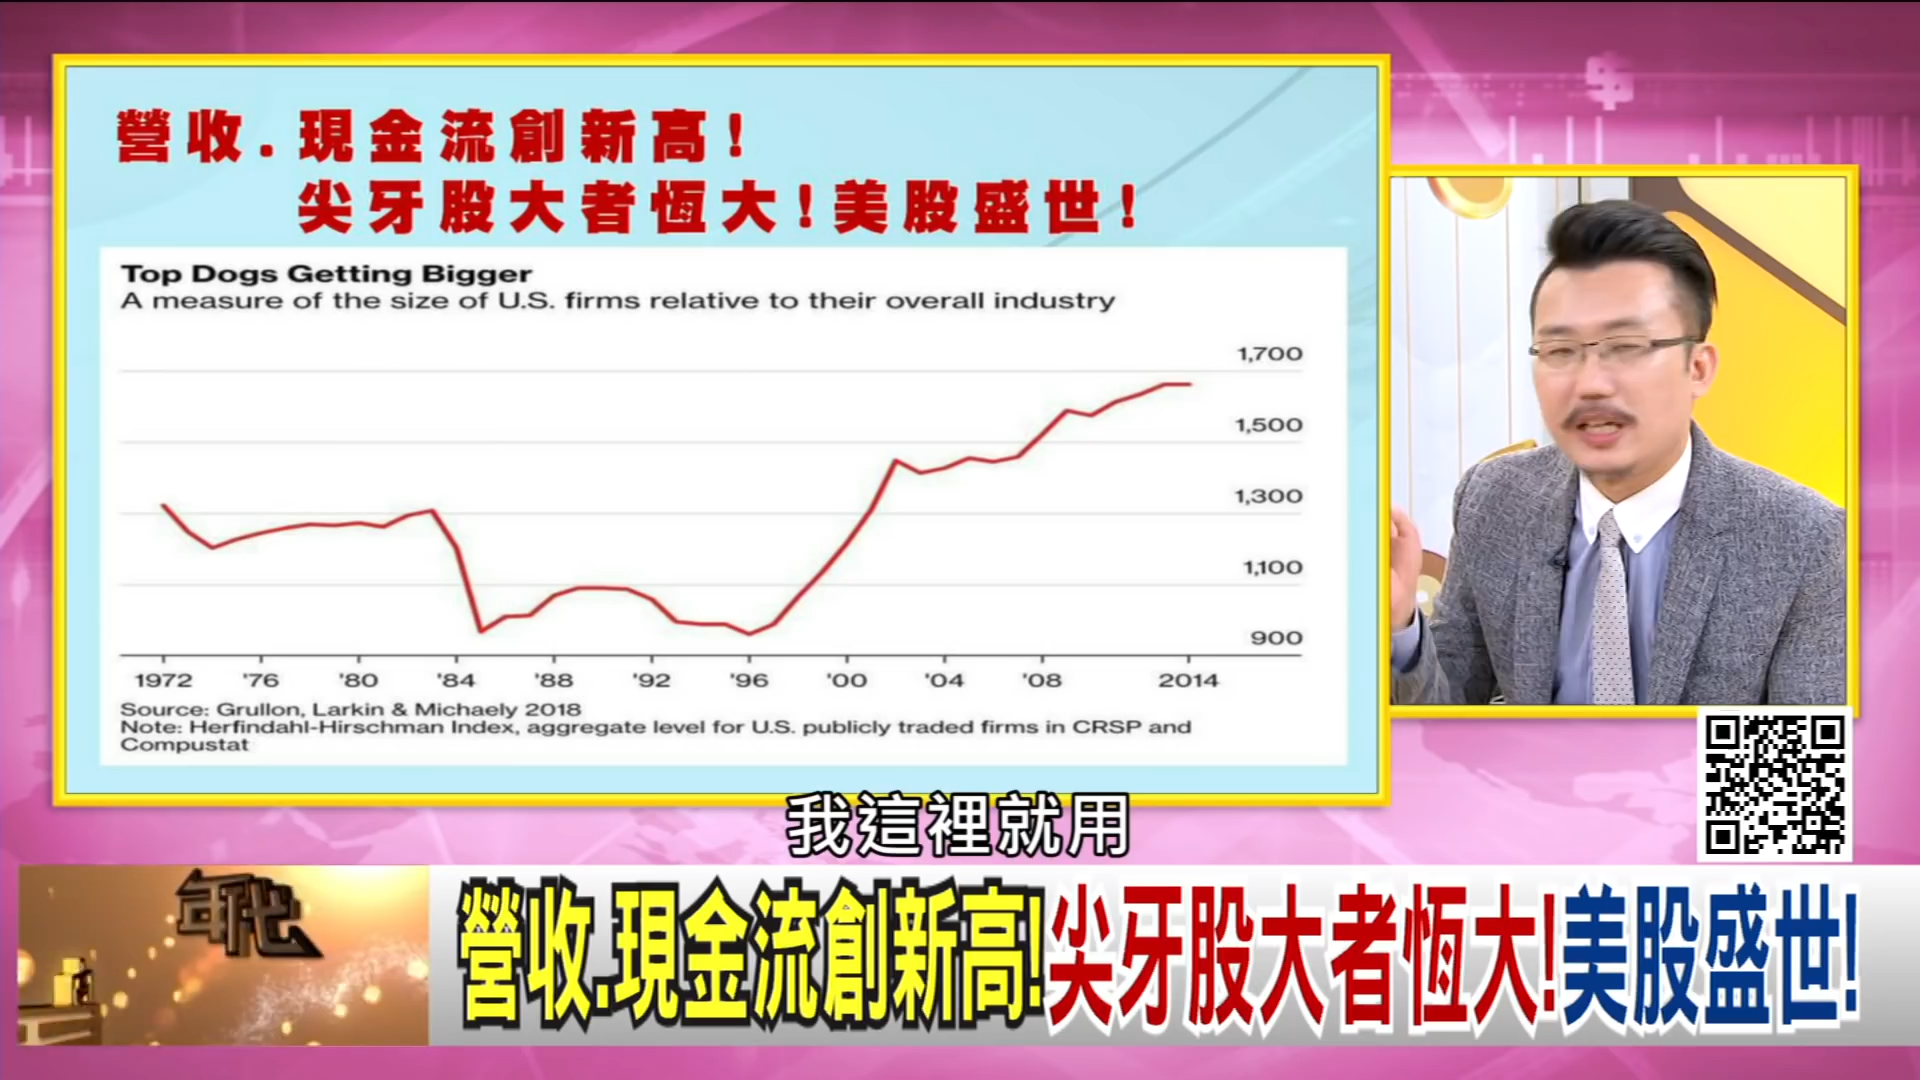 營收.現金流創新高!
尖牙股大者恆大!美股盛世!
Top Dogs Getting Bigger
A measure of the size of U.S. firms relative to their overall industry
1,700
1,500
1,300
1,100
900
1972 '76 '80 '84 '88 '92 '96 '00 '04 '08 2014
Source: Grullon, Larkin & Michaely 2018
Note: Herfindahl-Hirschman Index, aggregate level for U.S. publicly traded firms in CRSP and
Compustat
我這裡就用
年代
營收.現金流創新高!尖牙股大者恆大!美股盛世!